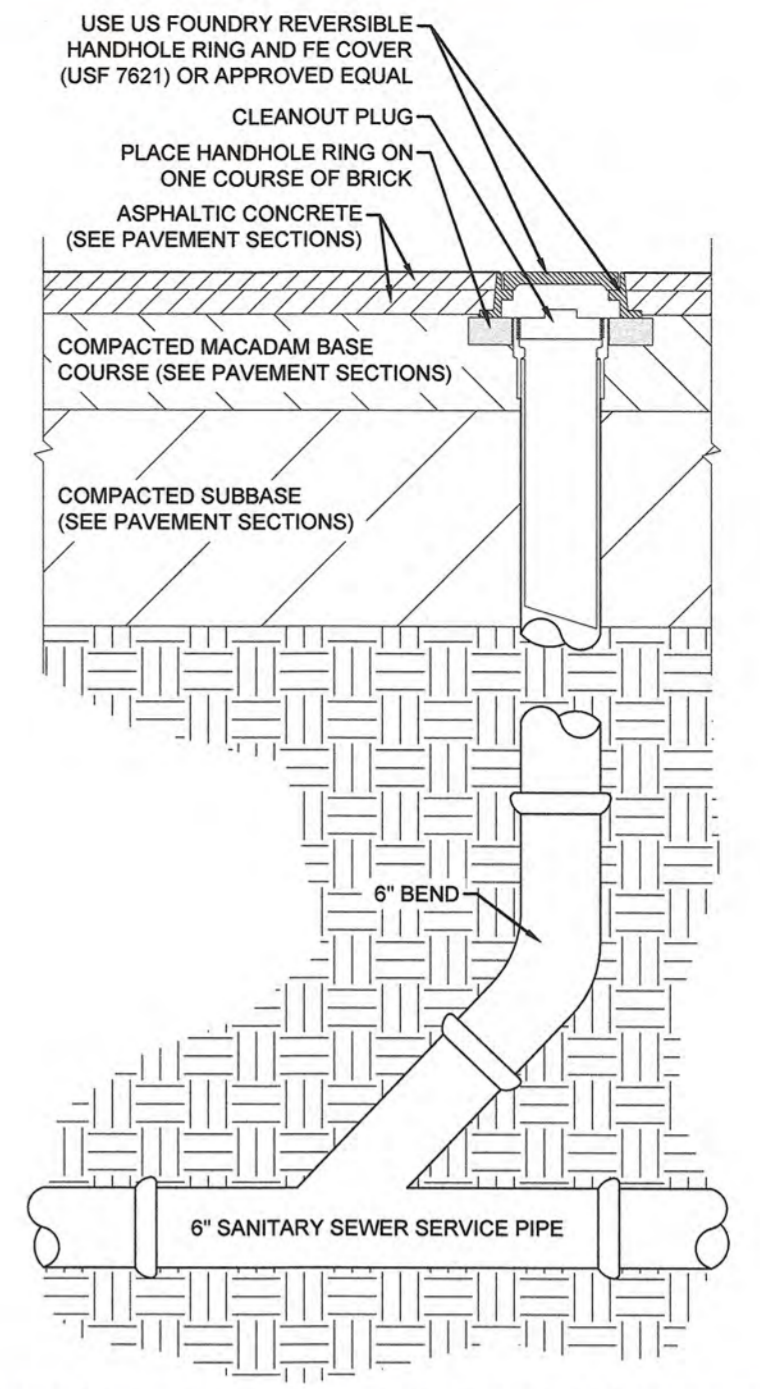 USE US FOUNDRY REVERSIBLE
HANDHOLE RING AND FE COVER
(USF 7621) OR APPROVED EQUAL
CLEANOUT PLUG
PLACE HANDHOLE RING ON
ONE COURSE OF BRICK
ASPHALTIC CONCRETE
(SEE PAVEMENT SECTIONS)
COMPACTED MACADAM BASE
COURSE (SEE PAVEMENT SECTIONS)
COMPACTED SUBBASE
(SEE PAVEMENT SECTIONS)
6" BEND
6" SANITARY SEWER SERVICE PIPE